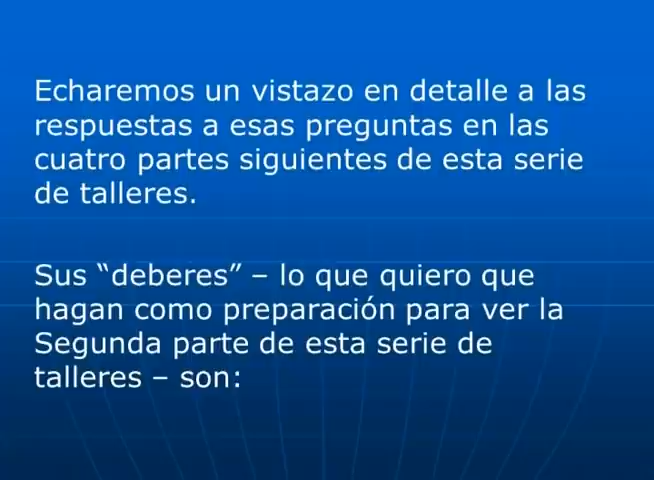 Echaremos un vistazo en detalle a las
respuestas a esas preguntas en las
cuatro partes siguientes de esta serie
de talleres.
Sus “deberes” – lo que quiero que
hagan como preparación para ver la
Segunda parte de esta serie de
talleres – son: